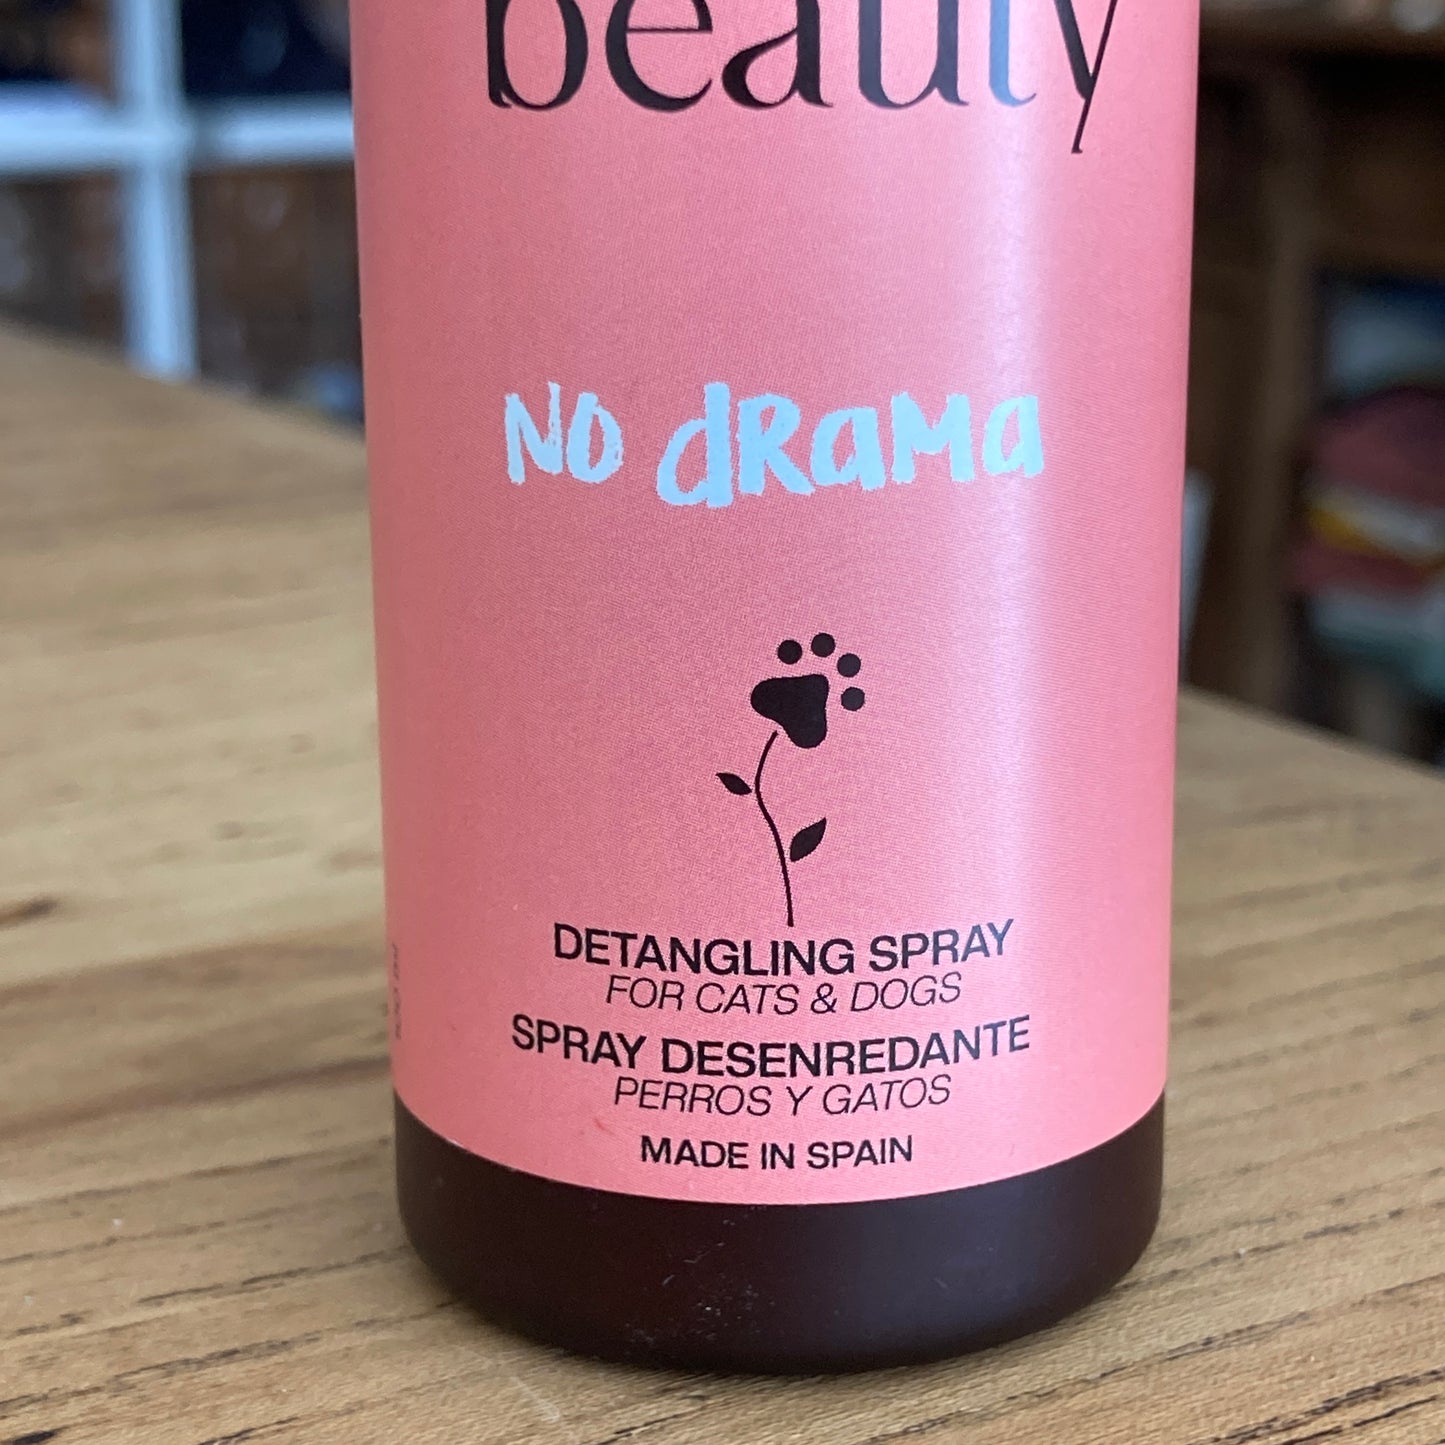 beauty
No dRaMa
DETANGLING SPRAY
FOR CATS & DOGS
SPRAY DESENREDANTE
PERROS Y GATOS
MADE IN SPAIN